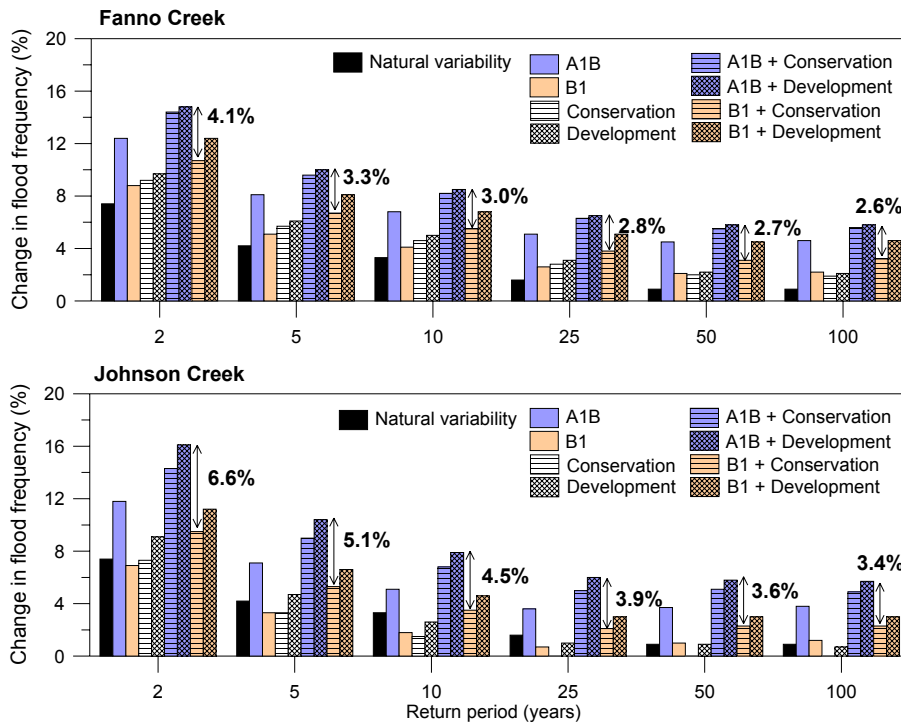 Fanno Creek
Change in flood frequency (%)
20
16
12
8
4
0
Natural variability
A1B
B1
Conservation
Development
A1B + Conservation
A1B + Development
B1 + Conservation
B1 + Development
4.1%
3.3%
3.0%
2.8%
2.7%
2.6%
2 5 10 25 50 100
Johnson Creek
Change in flood frequency (%)
20
16
12
8
4
0
Natural variability
A1B
B1
Conservation
Development
A1B + Conservation
A1B + Development
B1 + Conservation
B1 + Development
6.6%
5.1%
4.5%
3.9%
3.6%
3.4%
2 5 10 25 50 100
Return period (years)